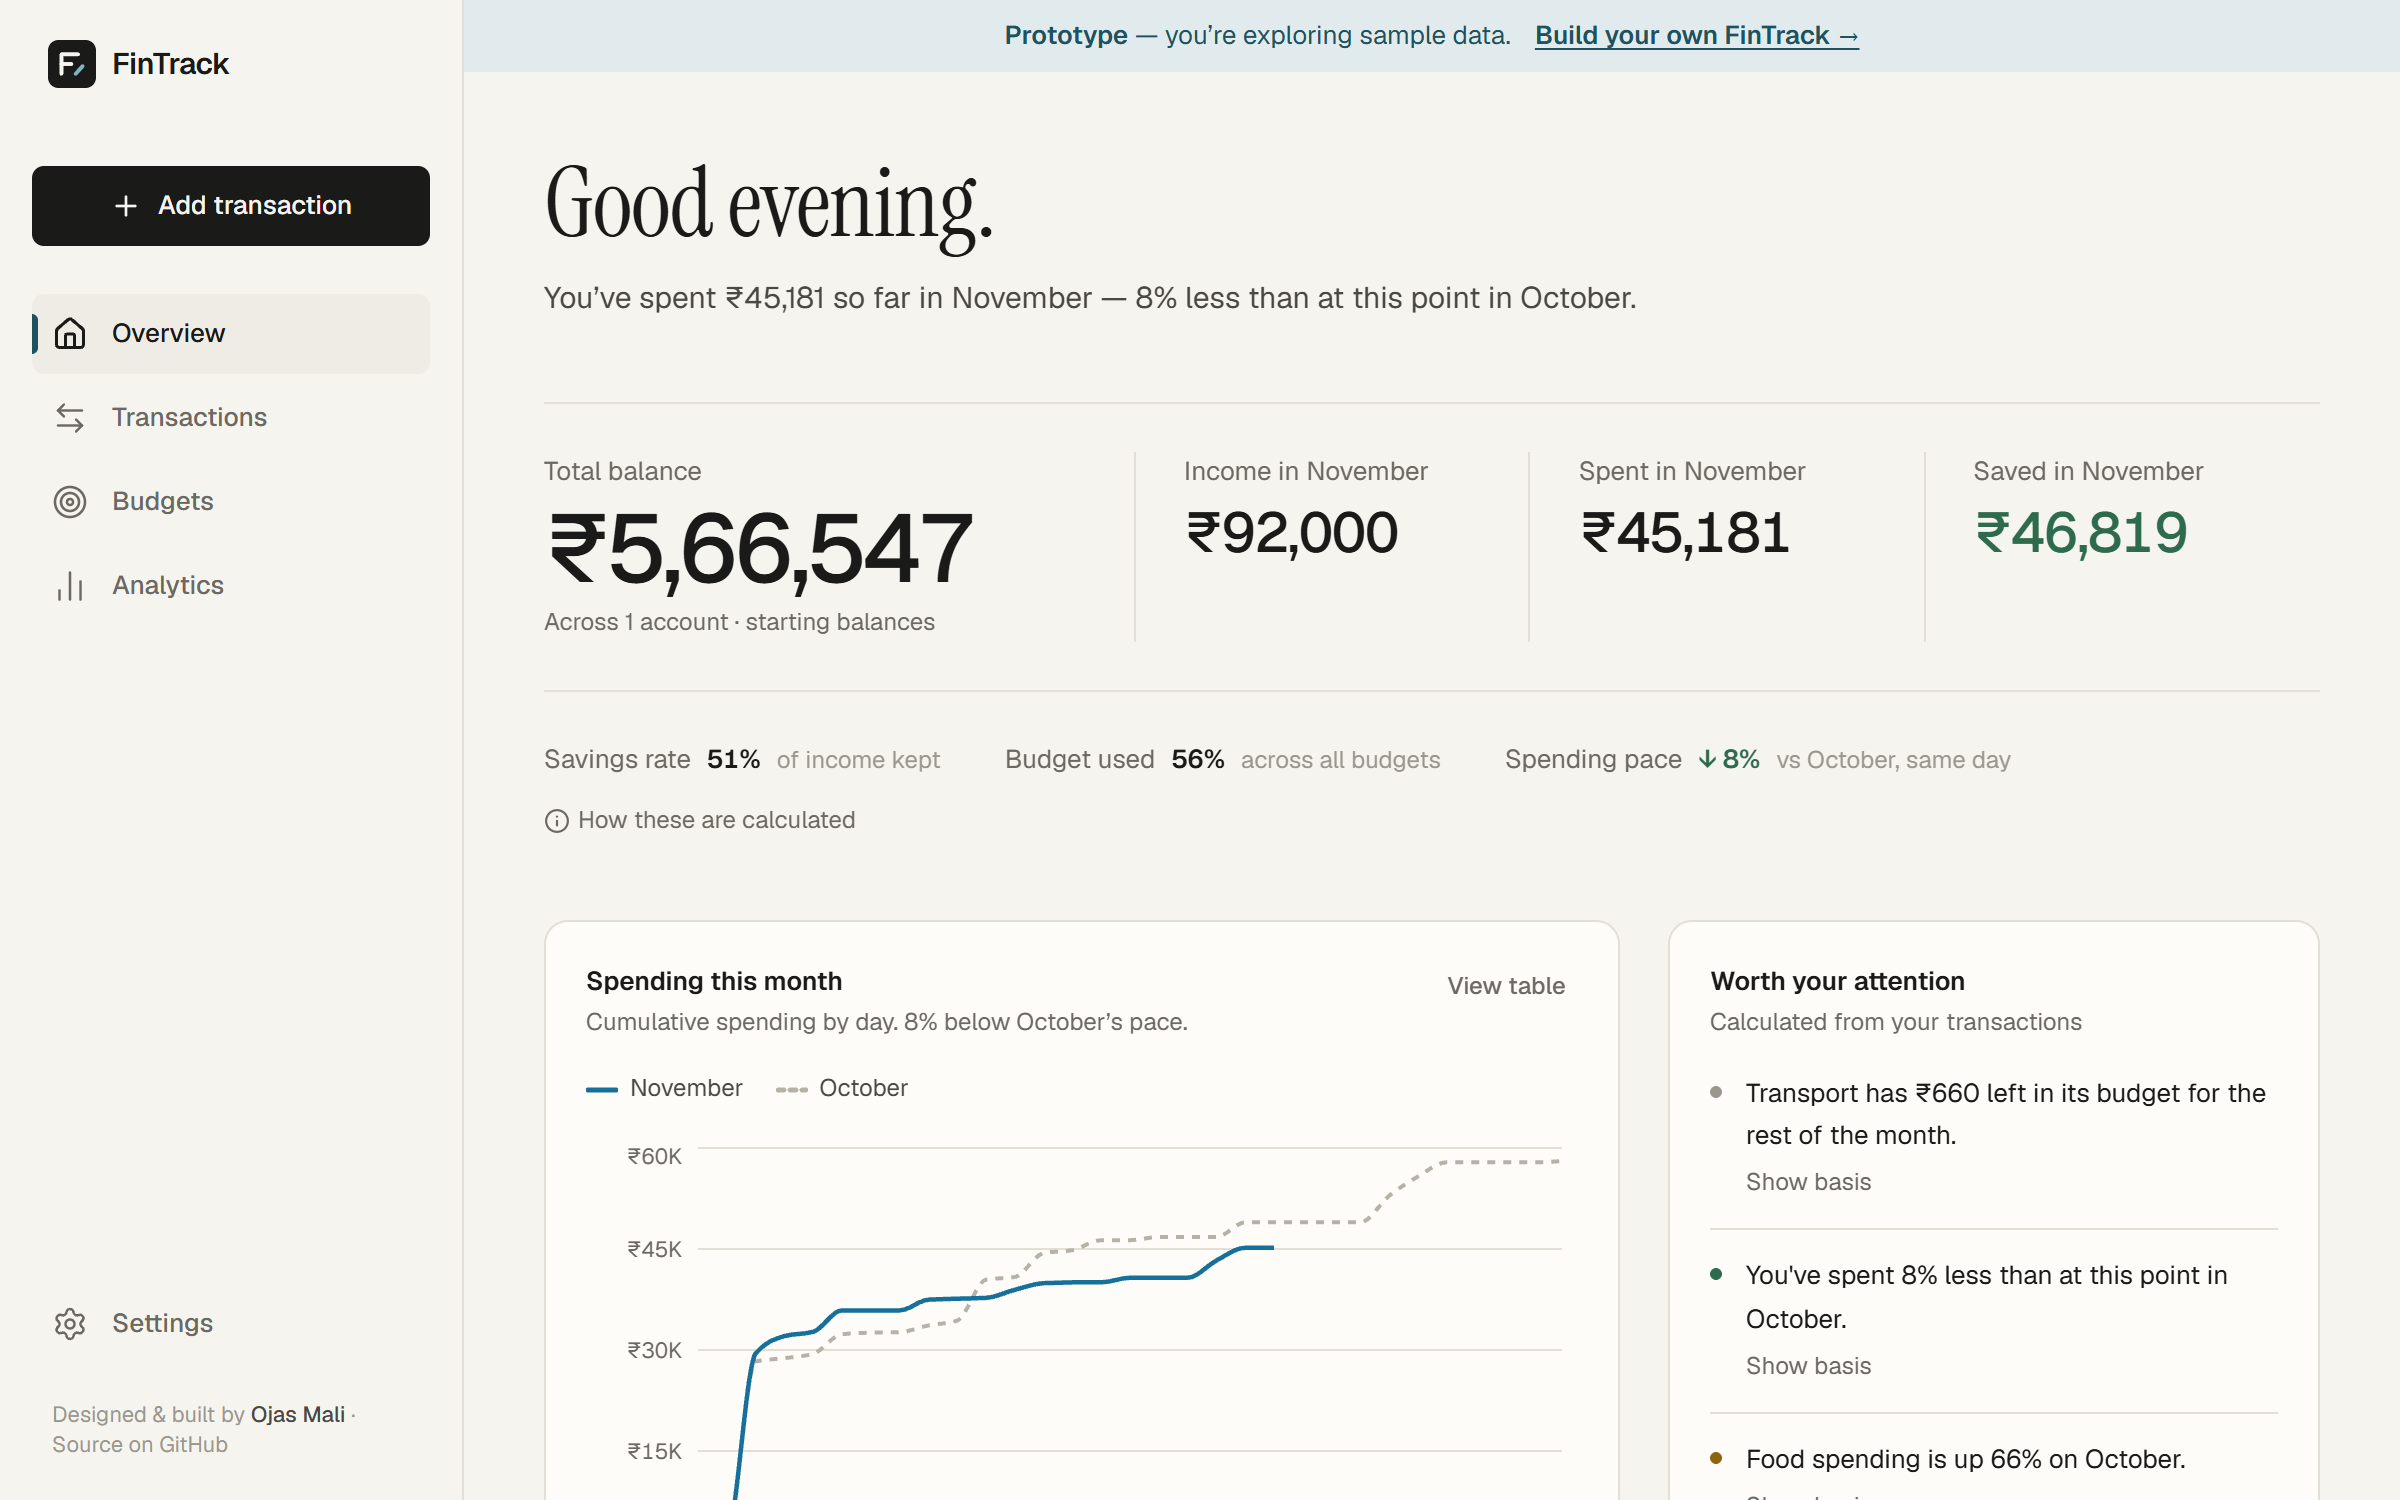 FinTrack
Add transaction
Overview
Transactions
Budgets
Analytics
Settings
Designed & built by Ojas Mali ·
Source on GitHub
Prototype — you’re exploring sample data. Build your own FinTrack →
Good evening.
You’ve spent ₹45,181 so far in November — 8% less than at this point in October.
Total balance
₹5,66,547
Across 1 account · starting balances
Income in November
₹92,000
Spent in November
₹45,181
Saved in November
₹46,819
Savings rate 51% of income kept
Budget used 56% across all budgets
Spending pace ↓ 8% vs October, same day
How these are calculated
Spending this month
View table
Cumulative spending by day. 8% below October’s pace.
November
October
₹60K
₹45K
₹30K
₹15K
Worth your attention
Calculated from your transactions
Transport has ₹660 left in its budget for the
rest of the month.
Show basis
You've spent 8% less than at this point in
October.
Show basis
Food spending is up 66% on October.